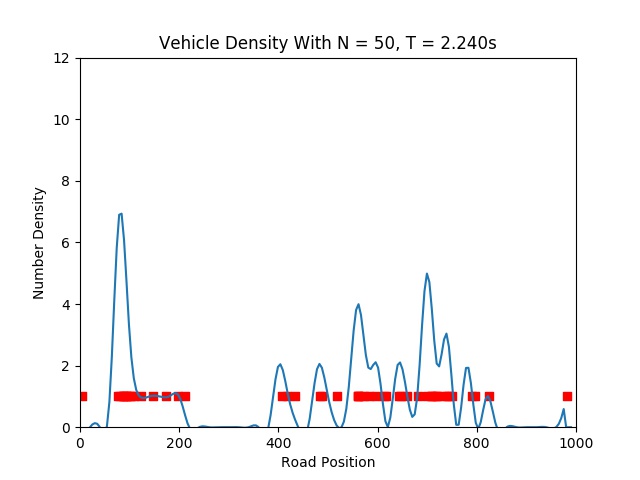 Vehicle Density With N = 50, T = 2.240s
12
10
8
6
4
2
0
Number Density
0 200 400 600 800 1000
Road Position